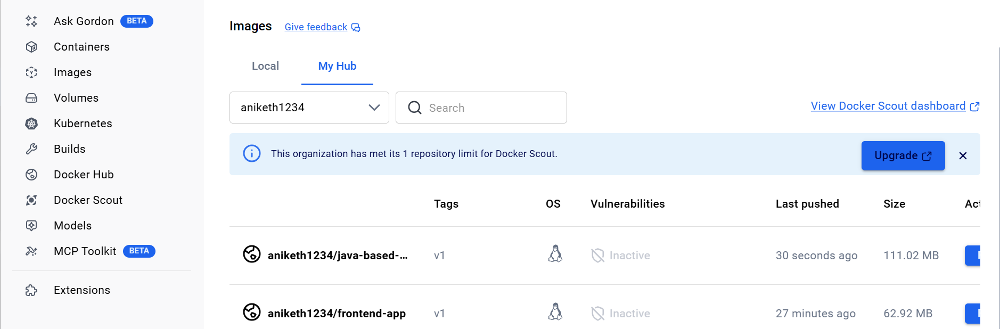 Ask Gordon BETA
Containers
Images
Volumes
Kubernetes
Builds
Docker Hub
Docker Scout
Models
MCP Toolkit BETA
Extensions
Images Give feedback
Local My Hub
aniketh1234 Search View Docker Scout dashboard
This organization has met its 1 repository limit for Docker Scout. Upgrade
Tags OS Vulnerabilities Last pushed Size Act
aniketh1234/java-based-... v1 Inactive 30 seconds ago 111.02 MB
aniketh1234/frontend-app v1 Inactive 27 minutes ago 62.92 MB